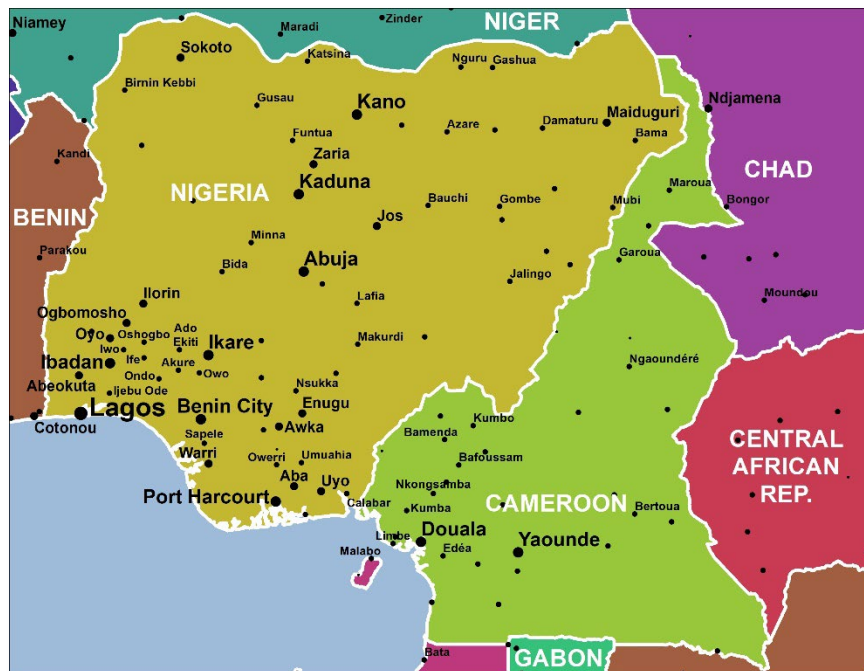 Niamey
Maradi
Zinder
NIGER
Sokoto
Katsina
Nguru
Gashua
Birnin Kebbi
Gusau
Kano
Ndjamena
Maiduguri
Azare
Damaturu
Bama
Funtua
Kandi
Zaria
CHAD
NIGERIA
Kaduna
Maroua
BENIN
Bauchi
Gombe
Mubi
Bongor
Jos
Minna
Parakou
Abuja
Garoua
Bida
Jalingo
Moundou
Ilorin
Lafia
Ogbomosho
Oyo
Oshogbo
Ado
Ekiti
Makurdi
Iwo
Ikare
Ibadan
Ife
Akure
Owo
Ngaoundéré
Ondo
Abeokuta
Ijebu Ode
Nsukka
Lagos
Benin City
Enugu
Cotonou
Awka
Kumbo
Sapele
Bamenda
CENTRAL
AFRICAN
REP.
Warri
Owerri
Umuahia
Bafoussam
Aba
Uyo
Nkongsamba
Port Harcourt
Calabar
Kumba
CAMEROON
Bertoua
Douala
Limbe
Edéa
Yaounde
Malabo
Bata
GABON